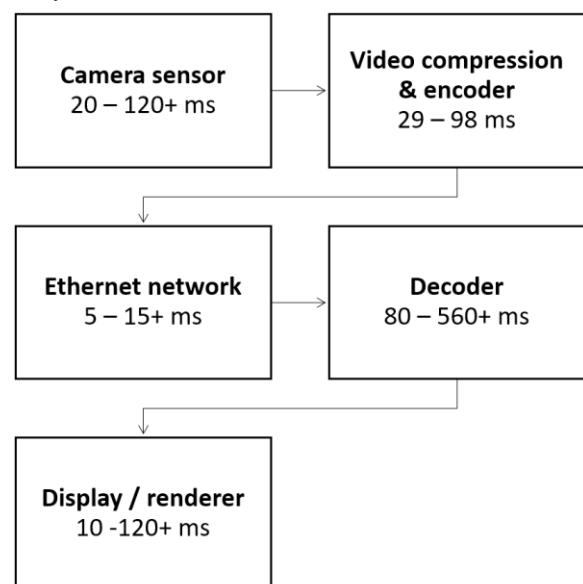 Camera sensor
20 – 120+ ms
Video compression
& encoder
29 – 98 ms
Ethernet network
5 – 15+ ms
Decoder
80 – 560+ ms
Display / renderer
10 -120+ ms